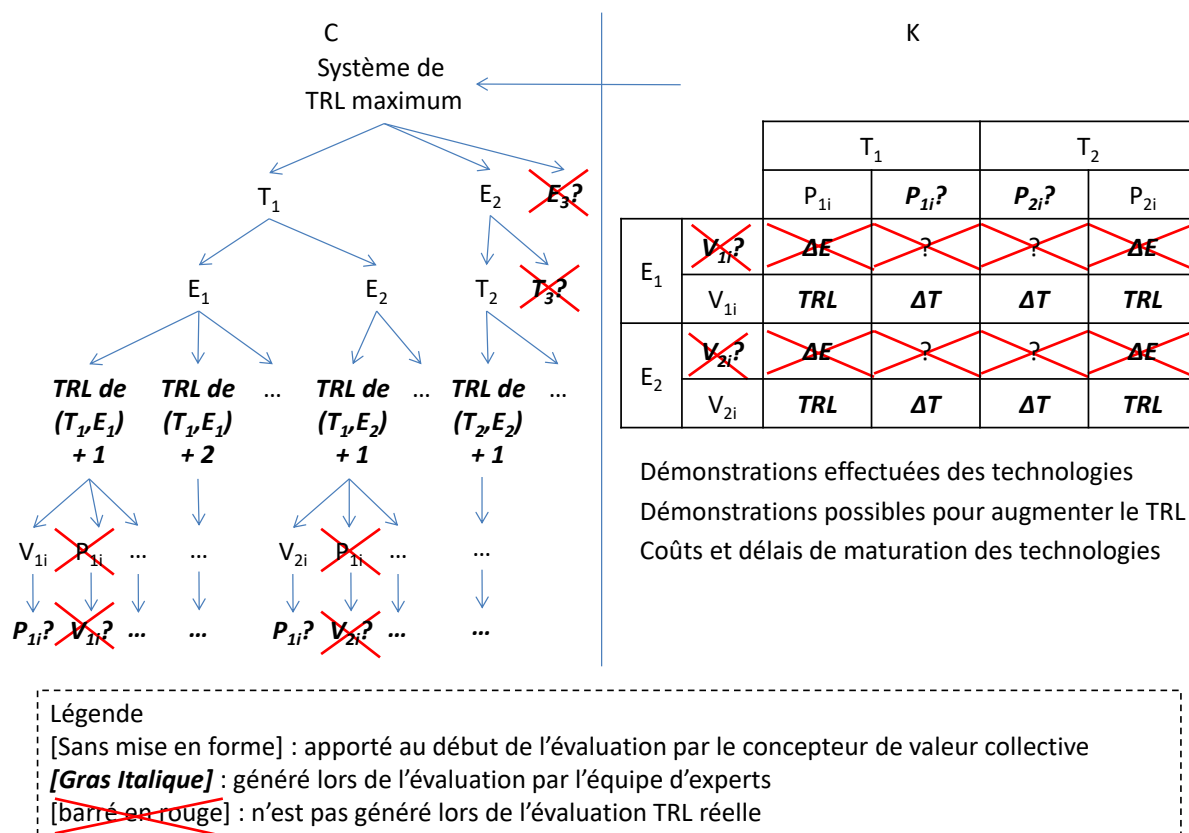 C
K
Système de
TRL maximum
T1 E2 E3?
E1 E2 T2 T3?
TRL de (T1,E1) + 1
TRL de (T1,E1) + 2
...
TRL de (T1,E2) + 1
...
TRL de (T2,E2) + 1
...
V1i P1i ... ... V2i P1i ... ...
P1i? V1i? ... ... P1i? V2i? ... ...
T1 T2
P1i P1i? P2i? P2i
E1
V1i? ΔE ? ? ΔE
V1i TRL ΔT ΔT TRL
E2
V2i? ΔE ? ? ΔE
V2i TRL ΔT ΔT TRL
Démonstrations effectuées des technologies
Démonstrations possibles pour augmenter le TRL
Coûts et délais de maturation des technologies
Légende
[Sans mise en forme] : apporté au début de l’évaluation par le concepteur de valeur collective
[Gras Italique] : généré lors de l’évaluation par l’équipe d’experts
[barré en rouge] : n’est pas généré lors de l’évaluation TRL réelle